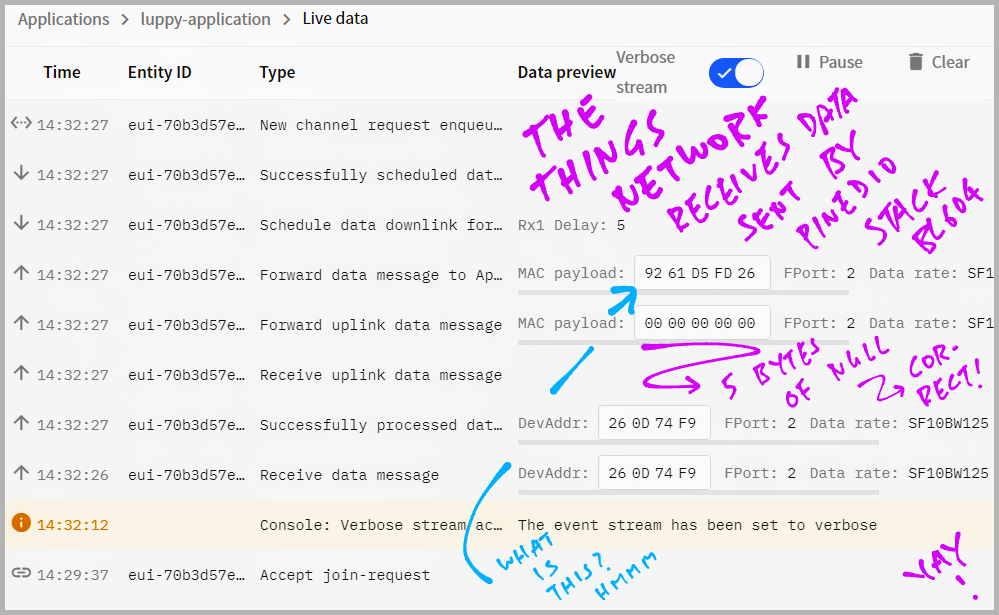 Applications > luppy-application > Live data
Time Entity ID Type Data preview Verbose stream Pause Clear
14:32:27 eui-70b3d57e… New channel request enqueu…
14:32:27 eui-70b3d57e… Successfully scheduled dat…
14:32:27 eui-70b3d57e… Schedule data downlink for… Rx1 Delay: 5
14:32:27 eui-70b3d57e… Forward data message to Ap… MAC payload: 92 61 D5 FD 26 FPort: 2 Data rate: SF1
14:32:27 eui-70b3d57e… Forward uplink data message MAC payload: 00 00 00 00 00 FPort: 2 Data rate: SF1
14:32:27 eui-70b3d57e… Receive uplink data message
14:32:27 eui-70b3d57e… Successfully processed dat… DevAddr: 26 0D 74 F9 FPort: 2 Data rate: SF10BW125
14:32:26 eui-70b3d57e… Receive data message DevAddr: 26 0D 74 F9 FPort: 2 Data rate: SF10BW125
14:32:12 Console: Verbose stream ac… The event stream has been set to verbose
14:29:37 eui-70b3d57e… Accept join-request
THE
THINGS
NETWORK
RECEIVES DATA
SENT BY
PINEDIO
STACK
BL604
5 BYTES
OF NULL
COR-
RECT!
WHAT
IS
THIS?
HMMM
YAY!